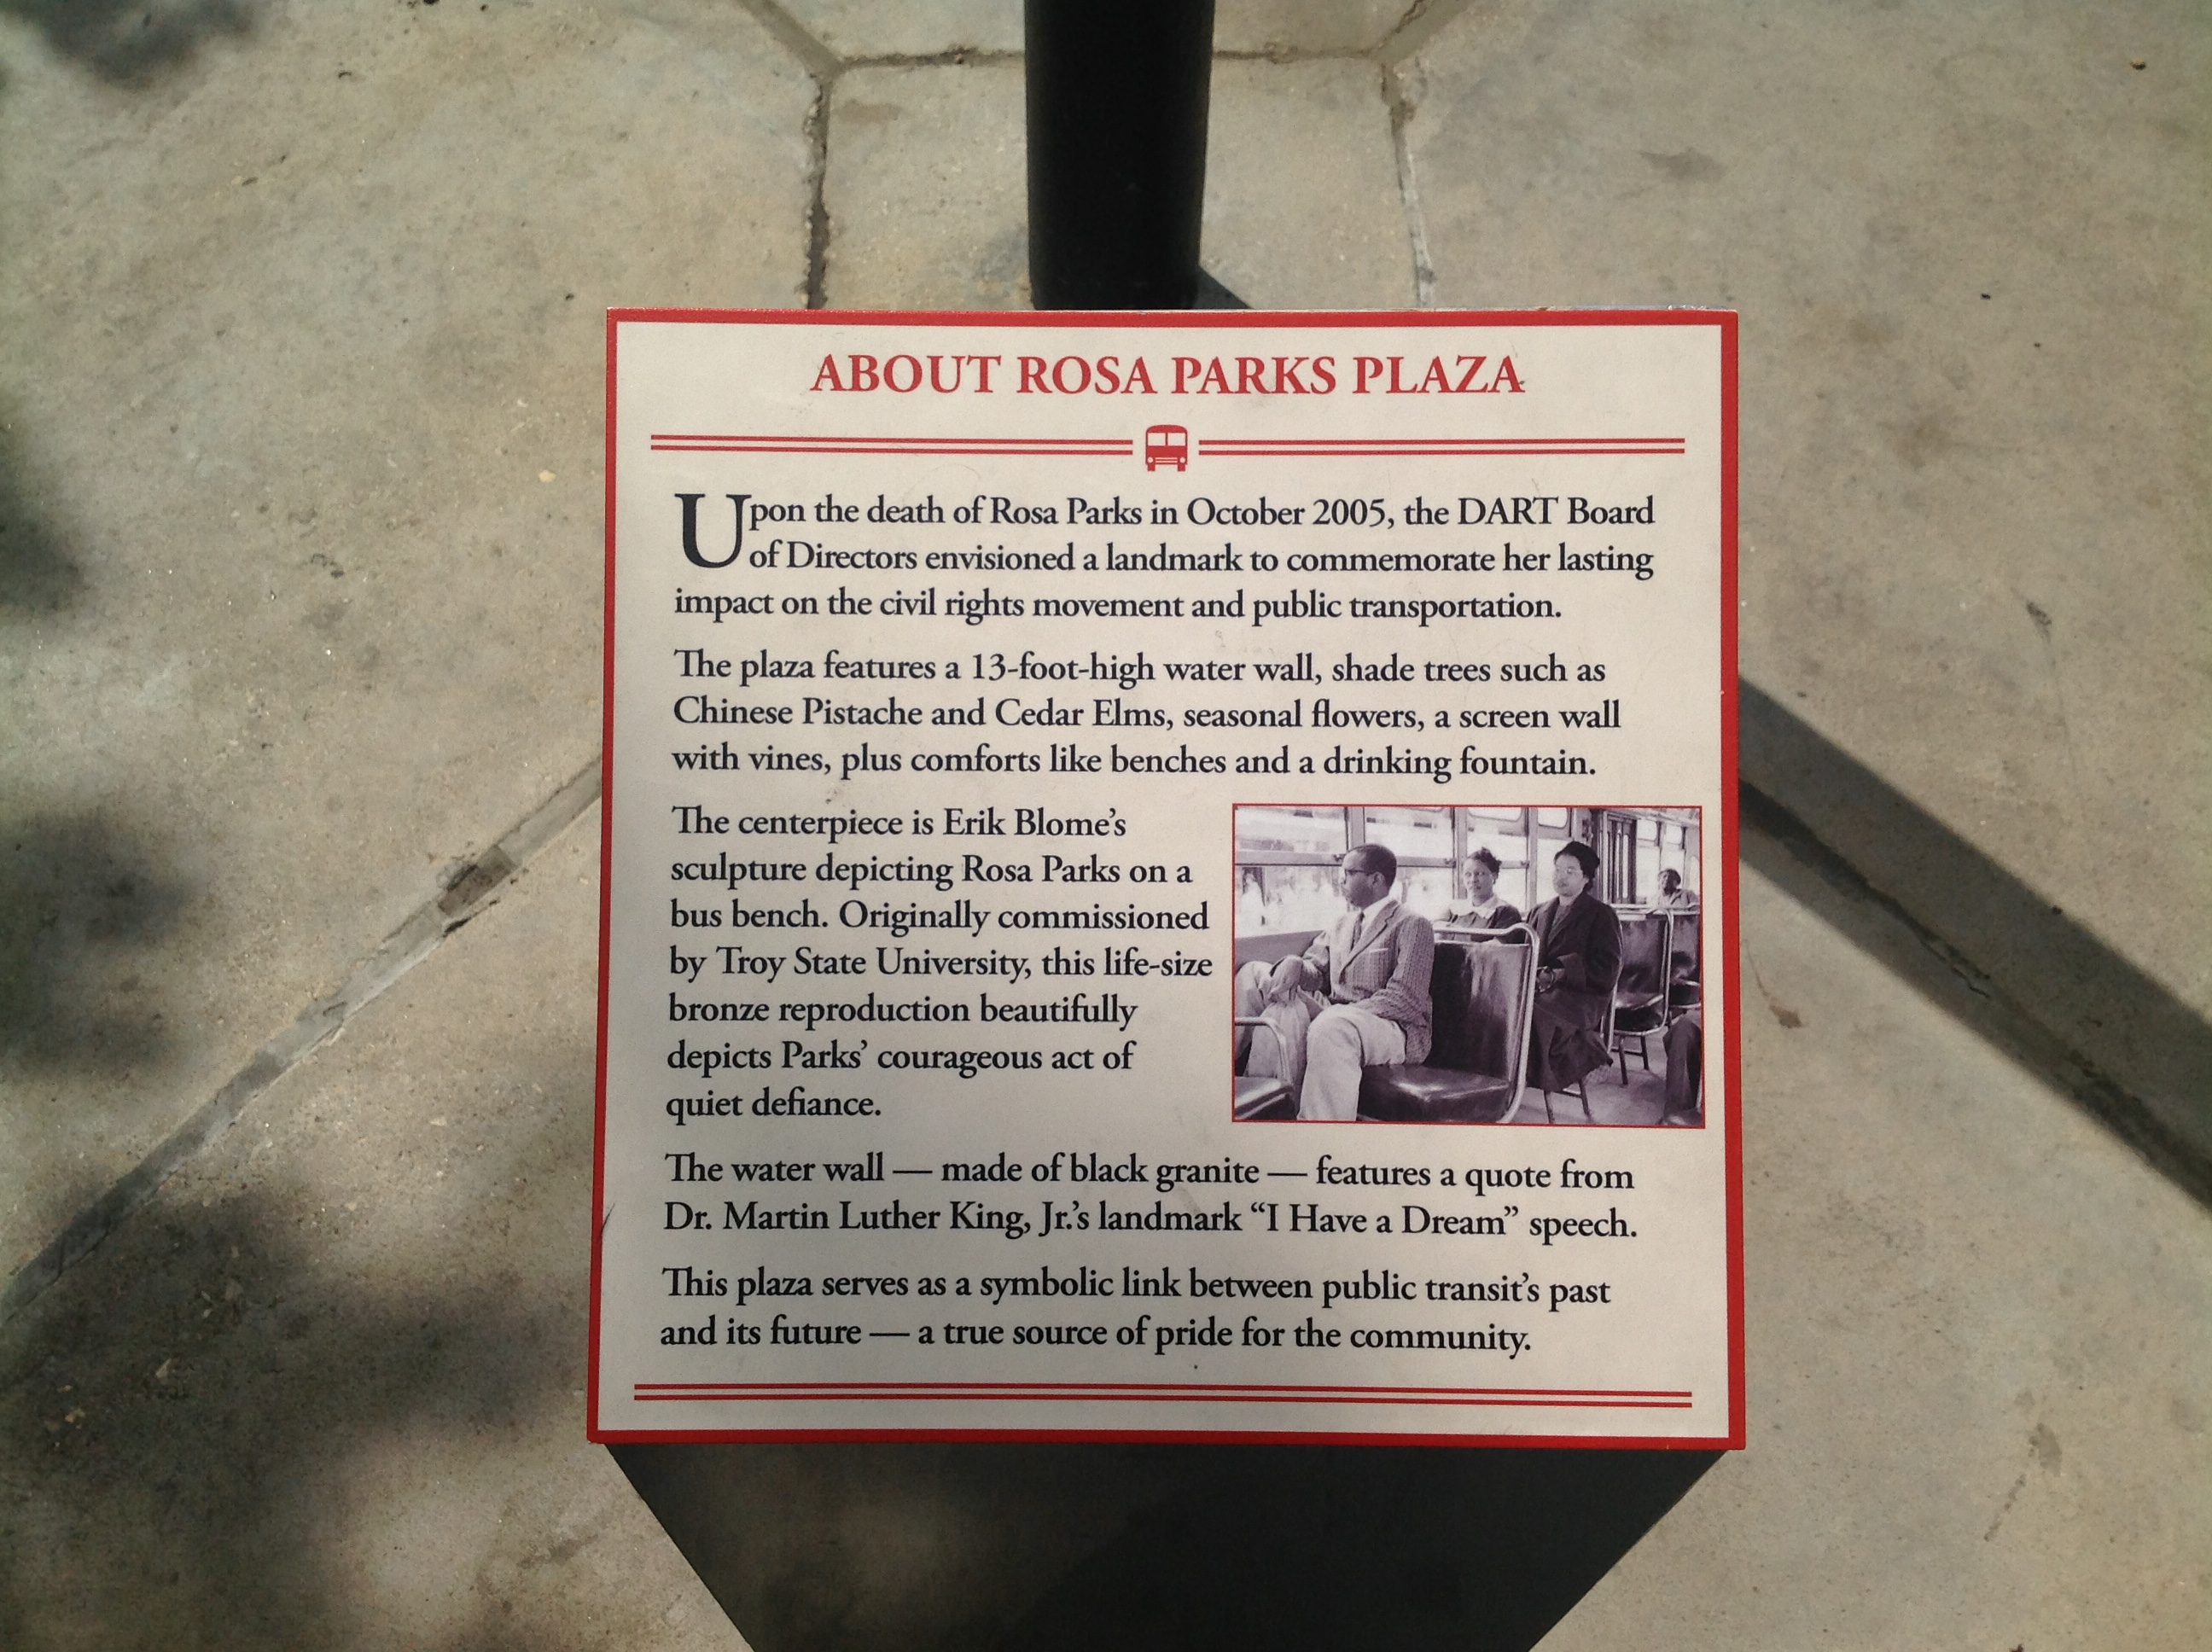 ABOUT ROSA PARKS PLAZA
Upon the death of Rosa Parks in October 2005, the DART Board
of Directors envisioned a landmark to commemorate her lasting
impact on the civil rights movement and public transportation.
The plaza features a 13-foot-high water wall, shade trees such as
Chinese Pistache and Cedar Elms, seasonal flowers, a screen wall
with vines, plus comforts like benches and a drinking fountain.
The centerpiece is Erik Blome’s
sculpture depicting Rosa Parks on a
bus bench. Originally commissioned
by Troy State University, this life-size
bronze reproduction beautifully
depicts Parks’ courageous act of
quiet defiance.
The water wall — made of black granite — features a quote from
Dr. Martin Luther King, Jr.’s landmark “I Have a Dream” speech.
This plaza serves as a symbolic link between public transit’s past
and its future — a true source of pride for the community.